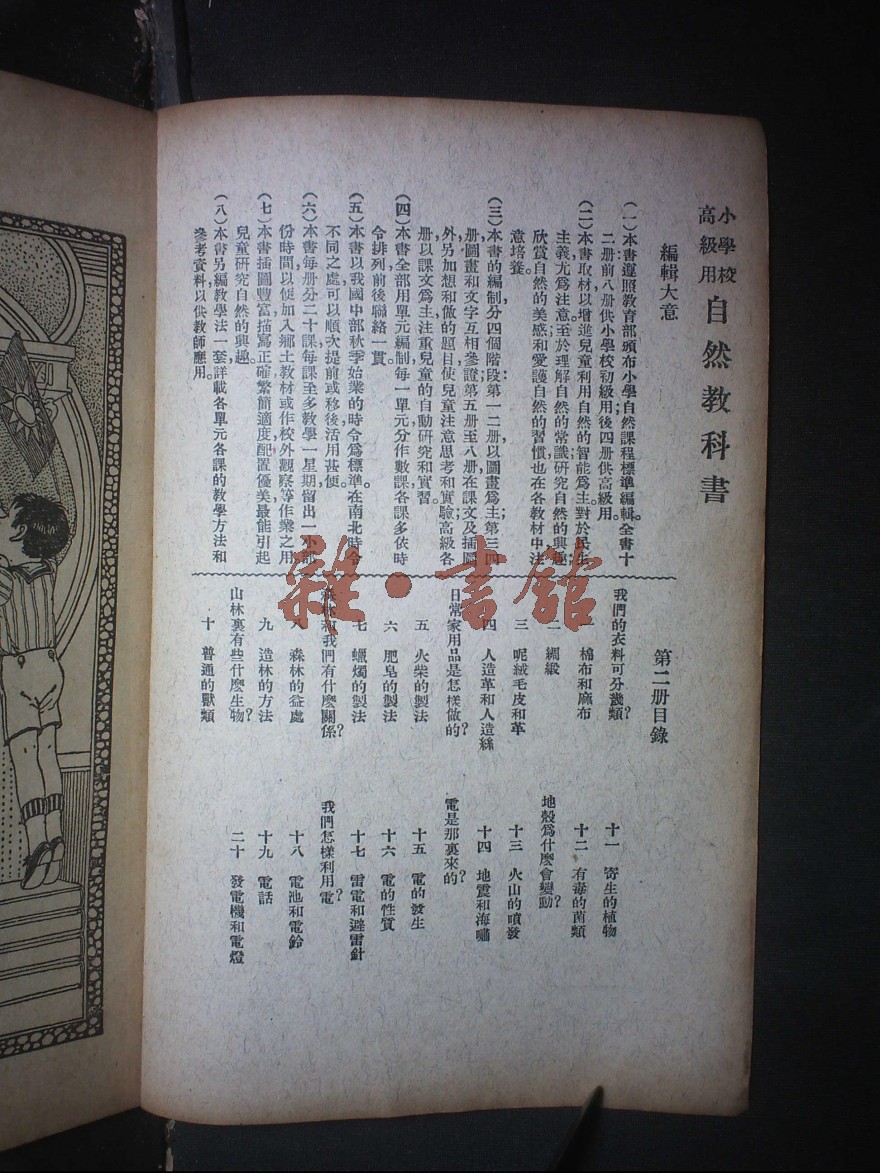 小學校
高級用
自然教科書
編輯大意
(一)本書遵照教育部頒布小學自然課程標準編輯。全書十
二册前八册供小學校初級用後四册供高級用。
(二)本書取材以增進兒童利用自然的智能爲主對於民生
主義尤爲注意至於理解自然的常識研究自然的興趣
欣賞自然的美感和愛護自然的習慣也在各教材中注
意培養。
(三)本書的編制分四個階段第一二册以圖畫爲主第三四
册圖畫和文字互相參證第五册至八册在課文及插圖
外另加想和做的題目使兒童注意思考和實驗高級各
册以課文爲主注重兒童的自動研究和實習。
(四)本書全部用單元編制每一單元分作數課各課多依時
令排列前後聯絡一貫。
(五)本書以我國中部秋季始業的時令爲標準。在南北時令
不同之處可以順次提前或移後活用甚便。
(六)本書每册分二十課每課至多教學一星期留出一小部
份時間以便加入鄉土教材或作校外觀察等作業之用
(七)本書插圖豐富描寫正確繁簡適度配置優美最能引起
兒童研究自然的興趣。
(八)本書另編教學法一套詳載各單元各課的教學方法和
參考資料以供教師應用。
第二册目錄
我們的衣料可分幾類?
一 棉布和麻布
二 綢緞
三 呢絨毛皮和革
四 人造革和人造絲
日常家用品是怎樣做的?
五 火柴的製法
六 肥皂的製法
七 蠟燭的製法
森林和我們有什麼關係?
八 森林的益處
九 造林的方法
山林裏有些什麼生物?
十 普通的獸類
十一 寄生的植物
十二 有毒的菌類
地殼爲什麼會變動?
十三 火山的噴發
十四 地震和海嘯
電是那裏來的?
十五 電的發生
十六 電的性質
十七 雷電和避雷針
我們怎樣利用電?
十八 電池和電鈴
十九 電話
二十 發電機和電燈
雜·書館